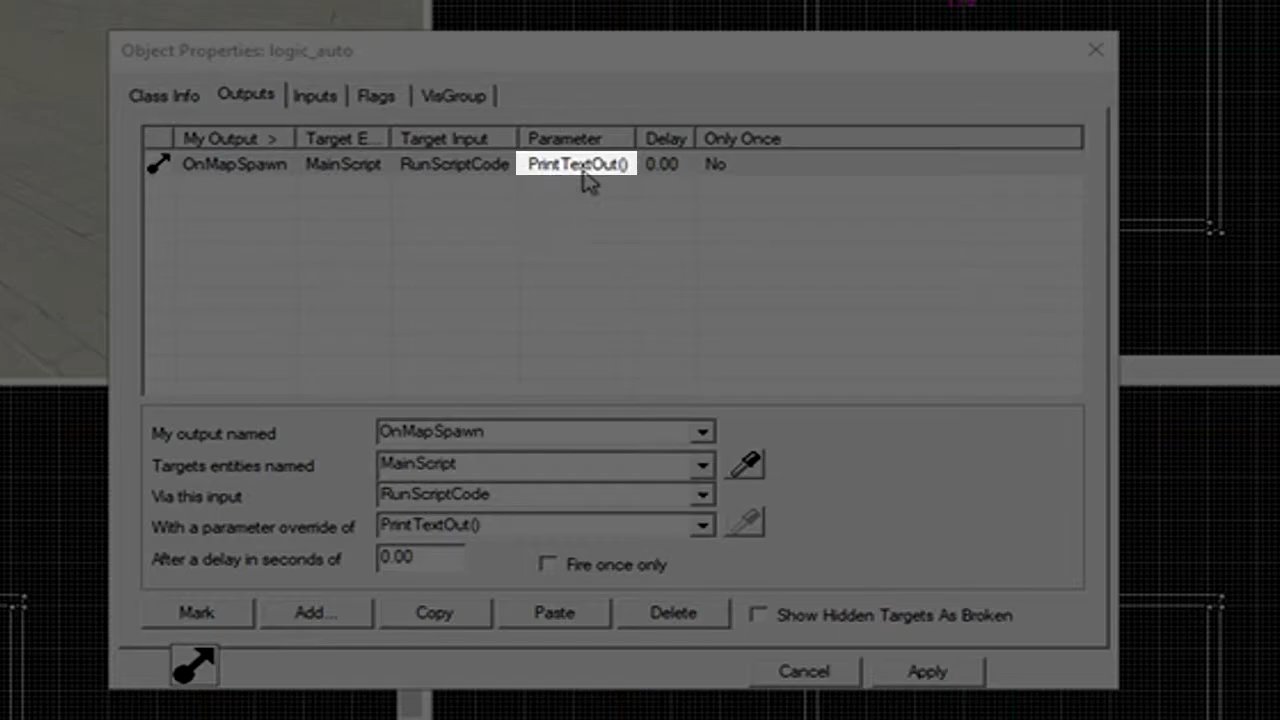 Object Properties: logic_auto
Class Info Outputs Inputs Flags VisGroup
My Output > Target E... Target Input Parameter Delay Only Once
OnMapSpawn MainScript RunScriptCode PrintTextOut() 0.00 No
My output named OnMapSpawn
Targets entities named MainScript
Via this input RunScriptCode
With a parameter override of PrintTextOut()
After a delay in seconds of 0.00 Fire once only
Mark Add... Copy Paste Delete Show Hidden Targets As Broken
Cancel Apply